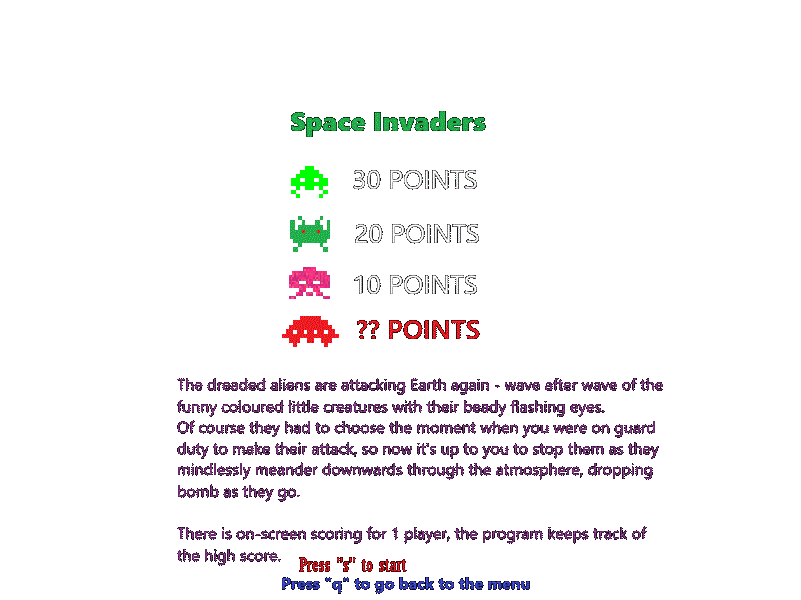 Space Invaders
30 POINTS
20 POINTS
10 POINTS
?? POINTS
The dreaded aliens are attacking Earth again - wave after wave of the
funny coloured little creatures with their beady flashing eyes.
Of course they had to choose the moment when you were on guard
duty to make their attack, so now it's up to you to stop them as they
mindlessly meander downwards through the atmosphere, dropping
bomb as they go.
There is on-screen scoring for 1 player, the program keeps track of
the high score.
Press "s" to start
Press "q" to go back to the menu